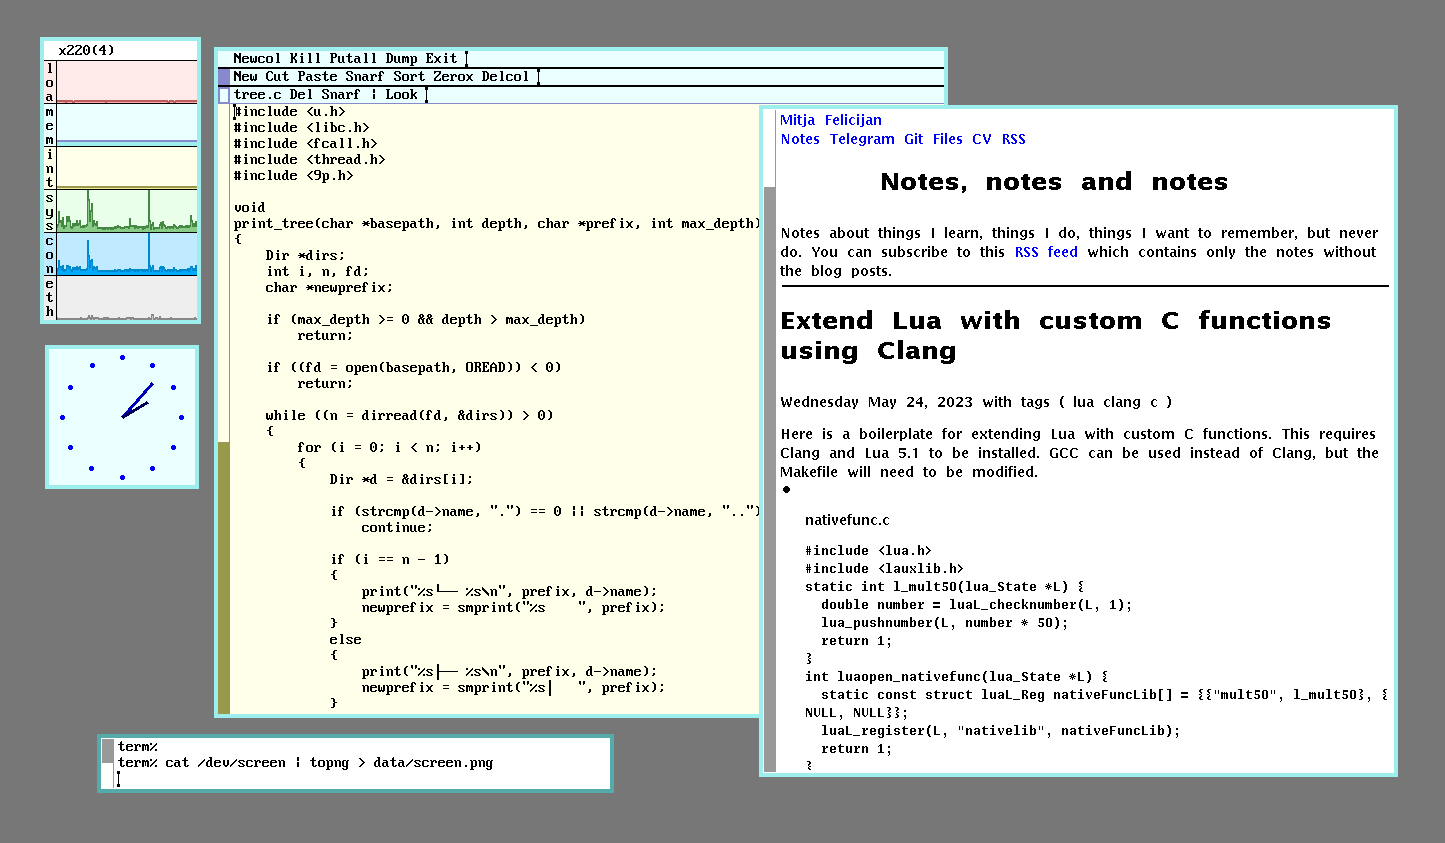 x220(4)
loa
mem
int
sys
con
eth
Newcol Kill Putall Dump Exit
New Cut Paste Snarf Sort Zerox Delcol
tree.c Del Snarf | Look
#include <u.h>
#include <libc.h>
#include <fcall.h>
#include <thread.h>
#include <9p.h>
void
print_tree(char *basepath, int depth, char *prefix, int max_depth)
{
    Dir *dirs;
    int i, n, fd;
    char *newprefix;
    if (max_depth >= 0 && depth > max_depth)
        return;
    if ((fd = open(basepath, OREAD)) < 0)
        return;
    while ((n = dirread(fd, &dirs)) > 0)
    {
        for (i = 0; i < n; i++)
        {
            Dir *d = &dirs[i];
            if (strcmp(d->name, ".") == 0 || strcmp(d->name, "..")
                continue;
            if (i == n - 1)
            {
                print("%s└── %s\n", prefix, d->name);
                newprefix = smprint("%s    ", prefix);
            }
            else
            {
                print("%s├── %s\n", prefix, d->name);
                newprefix = smprint("%s│   ", prefix);
            }
Mitja Felicijan
Notes Telegram Git Files CV RSS
Notes, notes and notes
Notes about things I learn, things I do, things I want to remember, but never
do. You can subscribe to this RSS feed which contains only the notes without
the blog posts.
Extend Lua with custom C functions
using Clang
Wednesday May 24, 2023 with tags ( lua clang c )
Here is a boilerplate for extending Lua with custom C functions. This requires
Clang and Lua 5.1 to be installed. GCC can be used instead of Clang, but the
Makefile will need to be modified.
•
nativefunc.c
#include <lua.h>
#include <lauxlib.h>
static int l_mult50(lua_State *L) {
  double number = luaL_checknumber(L, 1);
  lua_pushnumber(L, number * 50);
  return 1;
}
int luaopen_nativefunc(lua_State *L) {
  static const struct luaL_Reg nativeFuncLib[] = {{"mult50", l_mult50}, {
NULL, NULL}};
  luaL_register(L, "nativelib", nativeFuncLib);
  return 1;
}
term%
term% cat /dev/screen | topng > data/screen.png